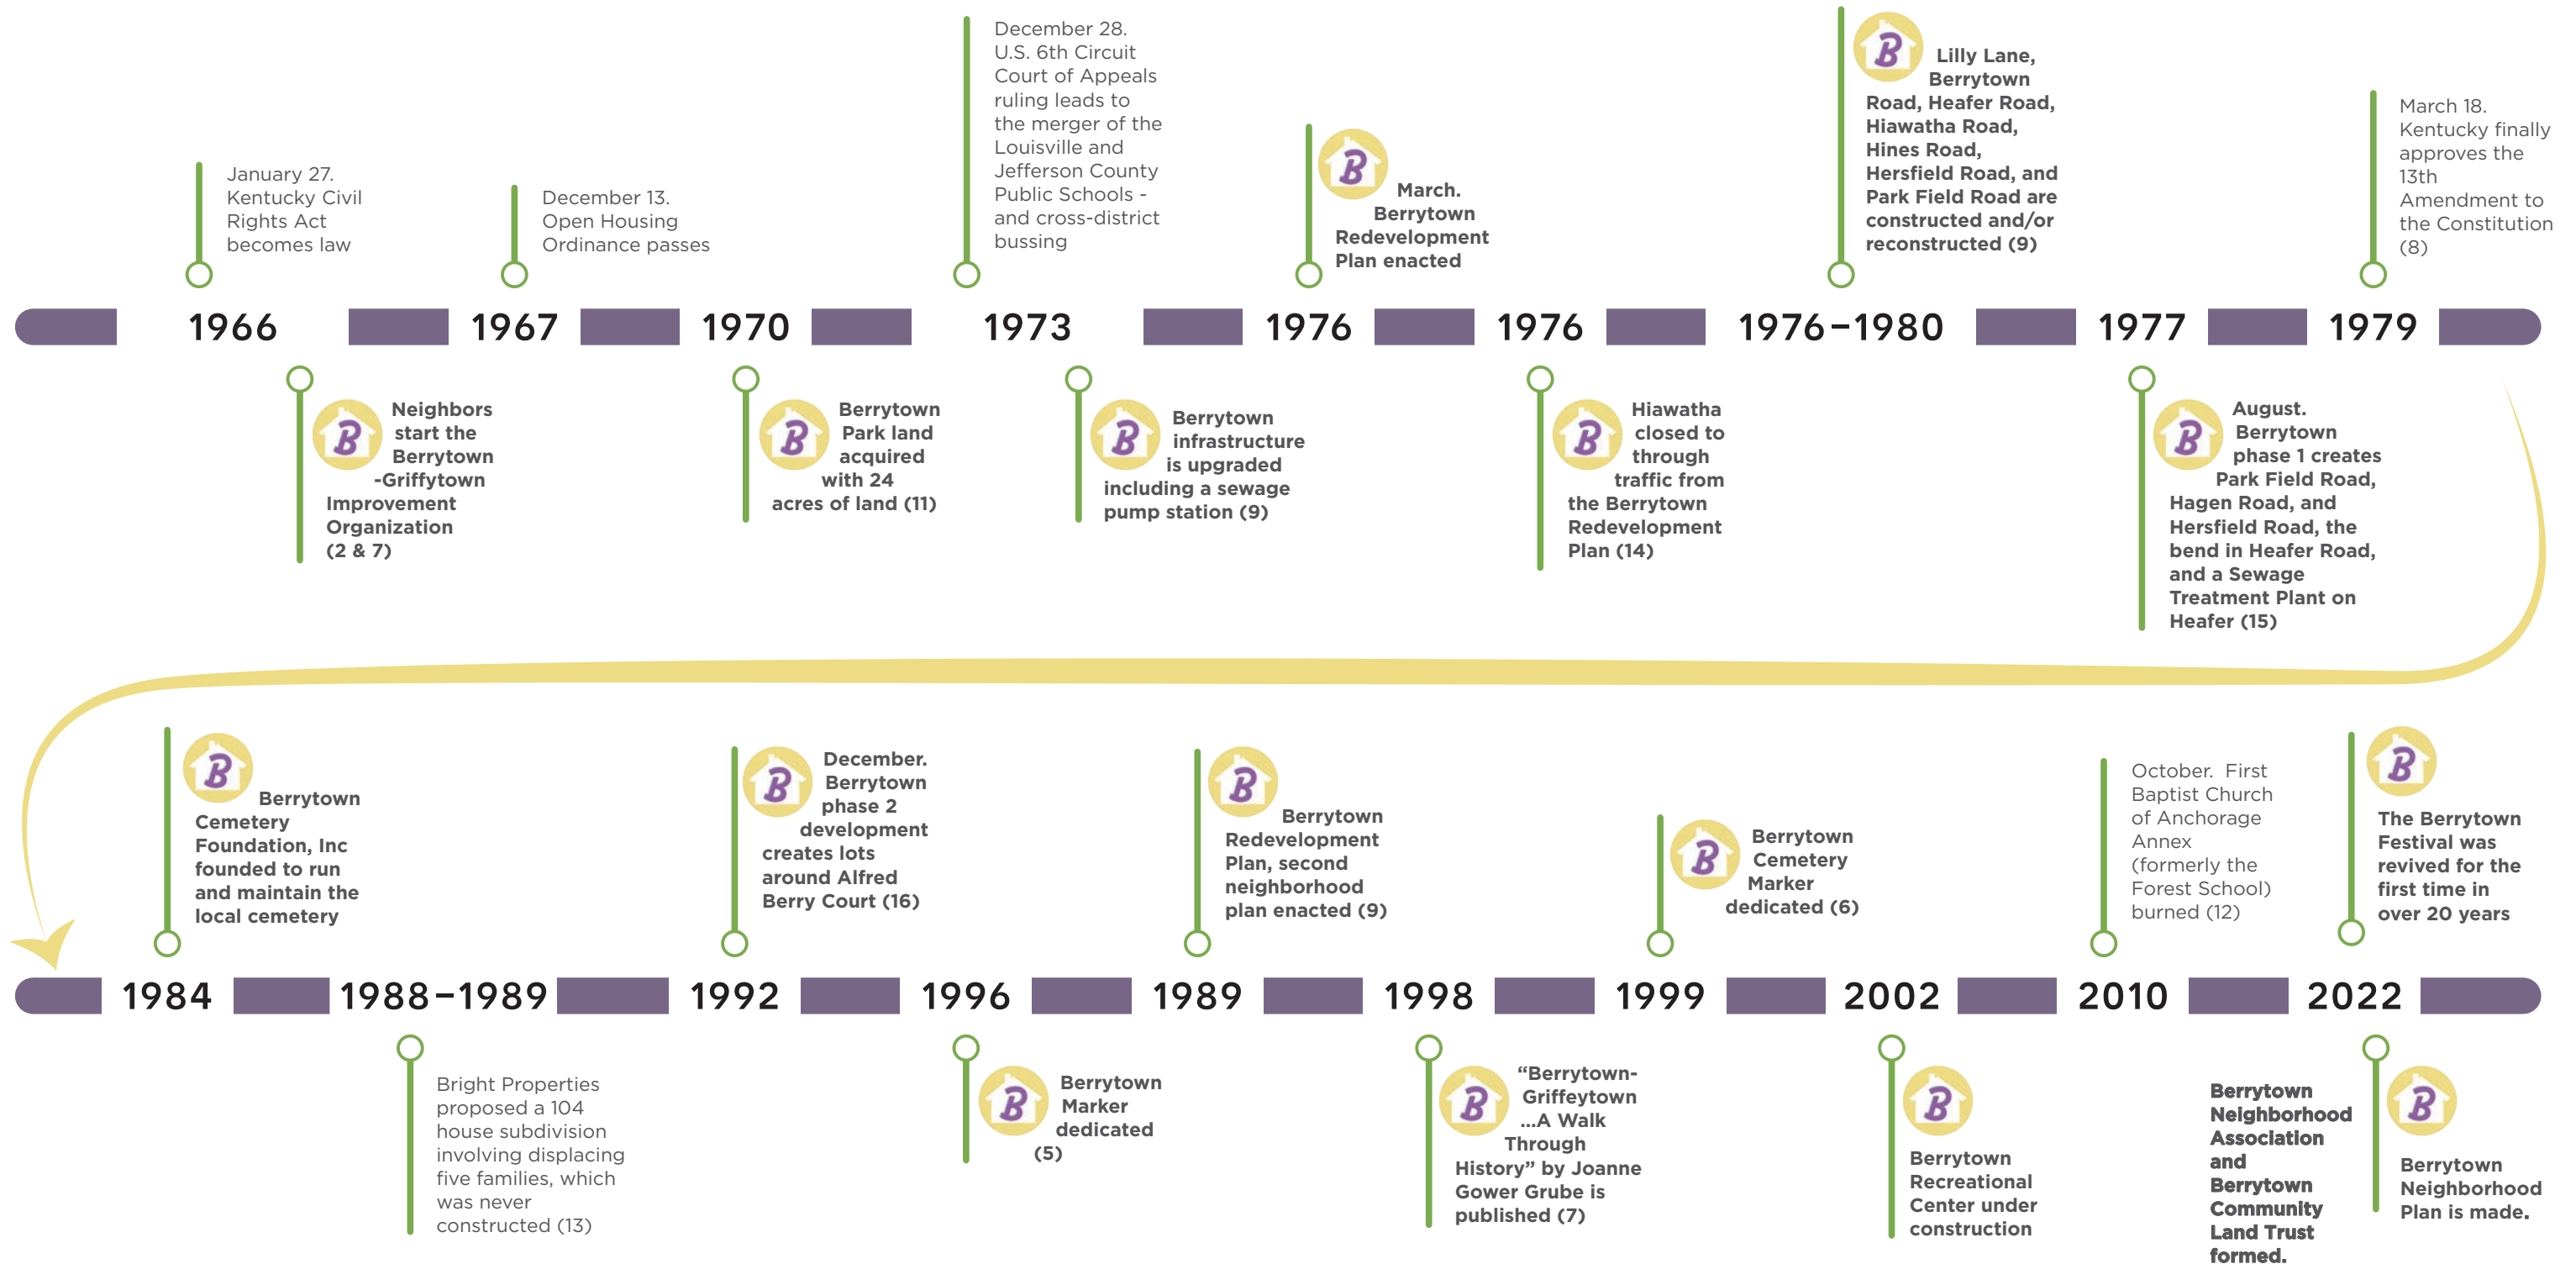 January 27.
Kentucky Civil
Rights Act
becomes law
December 13.
Open Housing
Ordinance passes
December 28.
U.S. 6th Circuit
Court of Appeals
ruling leads to
the merger of the
Louisville and
Jefferson County
Public Schools -
and cross-district
bussing
B
March.
Berrytown
Redevelopment
Plan enacted
B
Lilly Lane,
Berrytown
Road, Heafer Road,
Hiawatha Road,
Hines Road,
Hersfield Road, and
Park Field Road are
constructed and/or
reconstructed (9)
March 18.
Kentucky finally
approves the
13th
Amendment to
the Constitution
(8)
1966
1967
1970
1973
1976
1976
1976-1980
1977
1979
B
Neighbors
start the
Berrytown
-Griffytown
Improvement
Organization
(2 & 7)
B
Berrytown
Park land
acquired
with 24
acres of land (11)
B
Berrytown
infrastructure
is upgraded
including a sewage
pump station (9)
B
Hiawatha
closed to
through
traffic from
the Berrytown
Redevelopment
Plan (14)
B
August.
Berrytown
phase 1 creates
Park Field Road,
Hagen Road, and
Hersfield Road, the
bend in Heafer Road,
and a Sewage
Treatment Plant on
Heafer (15)
B
Berrytown
Cemetery
Foundation, Inc
founded to run
and maintain the
local cemetery
B
December.
Berrytown
phase 2
development
creates lots
around Alfred
Berry Court (16)
B
Berrytown
Redevelopment
Plan, second
neighborhood
plan enacted (9)
B
Berrytown
Cemetery
Marker
dedicated (6)
October. First
Baptist Church
of Anchorage
Annex
(formerly the
Forest School)
burned (12)
B
The Berrytown
Festival was
revived for the
first time in
over 20 years
1984
1988-1989
1992
1996
1989
1998
1999
2002
2010
2022
Bright Properties
proposed a 104
house subdivision
involving displacing
five families, which
was never
constructed (13)
B
Berrytown
Marker
dedicated
(5)
B
“Berrytown-
Griffeytown
...A Walk
Through
History” by Joanne
Gower Grube is
published (7)
B
Berrytown
Recreational
Center under
construction
Berrytown
Neighborhood
Association
and
Berrytown
Community
Land Trust
formed.
B
Berrytown
Neighborhood
Plan is made.